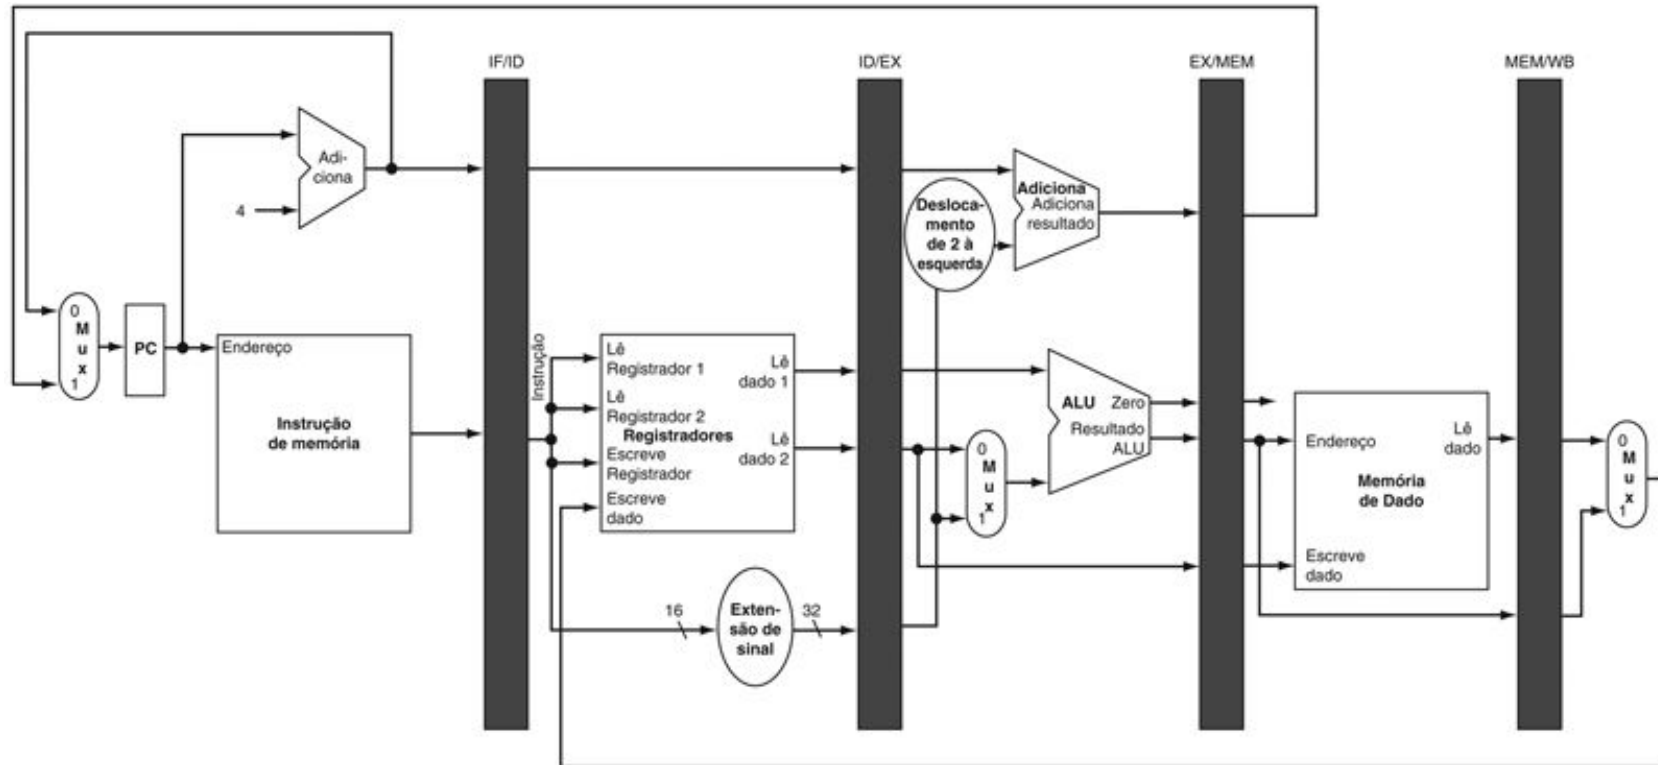 IF/ID
ID/EX
EX/MEM
MEM/WB
Adi-
ciona
4
0
M
u
x
1
PC
Endereço
Instrução
de memória
Instrução
Lê
Registrador 1
Lê
Registrador 2
Registradores
Escreve
Registrador
Escreve
dado
Lê
dado 1
Lê
dado 2
16
Exten-
são de
sinal
32
Desloca-
mento
de 2 à
esquerda
Adiciona
Adiciona
resultado
0
M
u
x
1
ALU
Zero
Resultado
ALU
Endereço
Lê
dado
Memória
de Dado
Escreve
dado
0
M
u
x
1